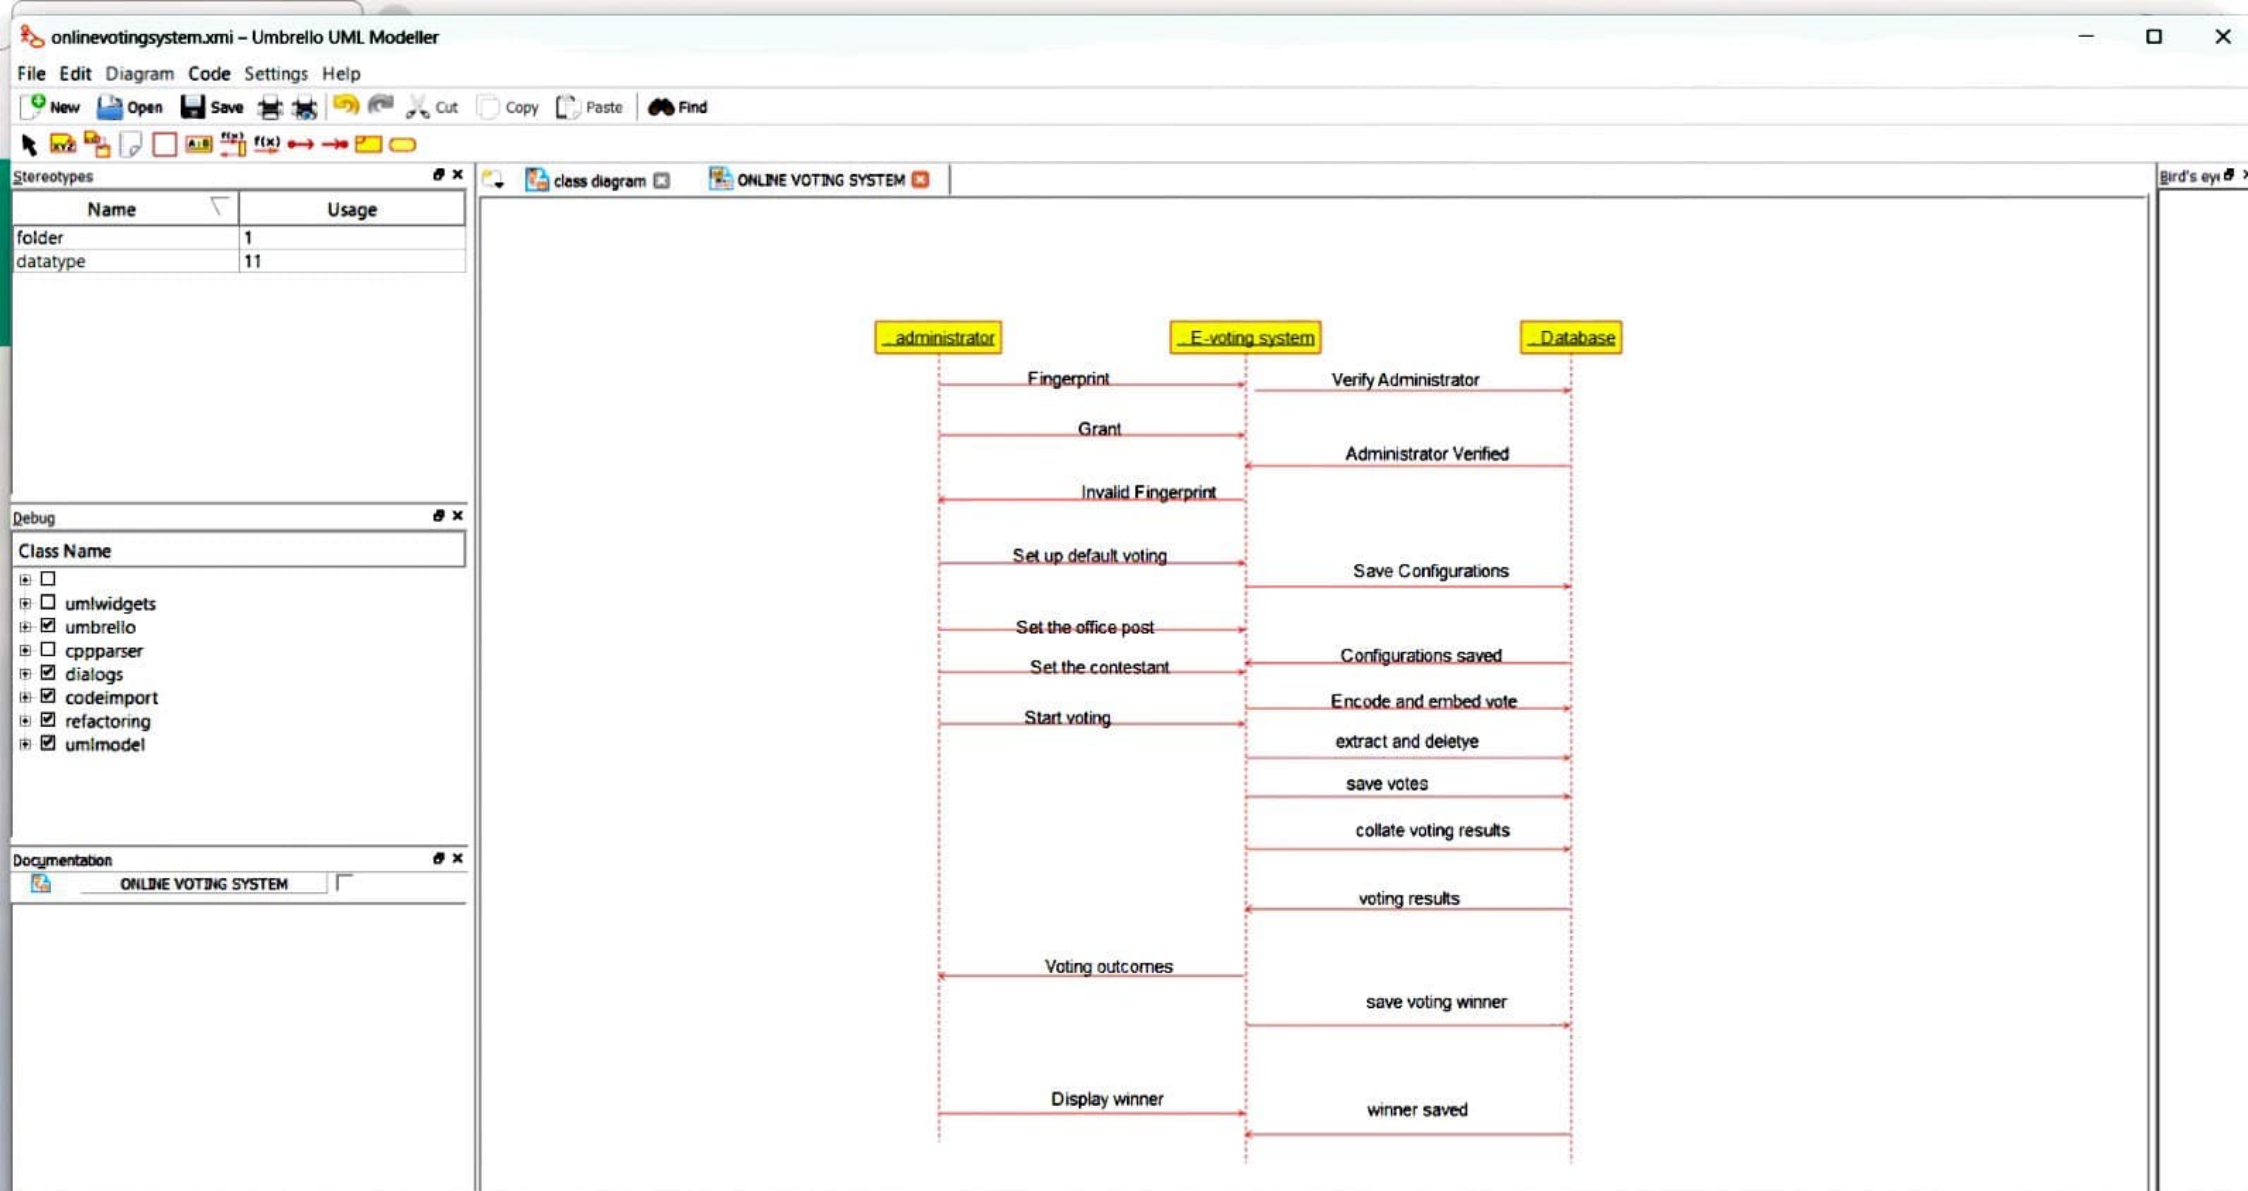 onlinevotingsystem.xmi – Umbrello UML Modeller
File Edit Diagram Code Settings Help
New Open Save Cut Copy Paste Find
XYZ A:B f(x) f(x)
Stereotypes
Name Usage
folder 1
datatype 11
Debug
Class Name
umlwidgets
umbrello
cppparser
dialogs
codeimport
refactoring
umlmodel
Documentation
ONLINE VOTING SYSTEM
class diagram ONLINE VOTING SYSTEM
Bird's eye
administrator E-voting system Database
Fingerprint Verify Administrator
Grant
Administrator Verified
Invalid Fingerprint
Set up default voting
Save Configurations
Set the office post
Configurations saved
Set the contestant
Encode and embed vote
Start voting
extract and deletye
save votes
collate voting results
voting results
Voting outcomes
save voting winner
Display winner
winner saved